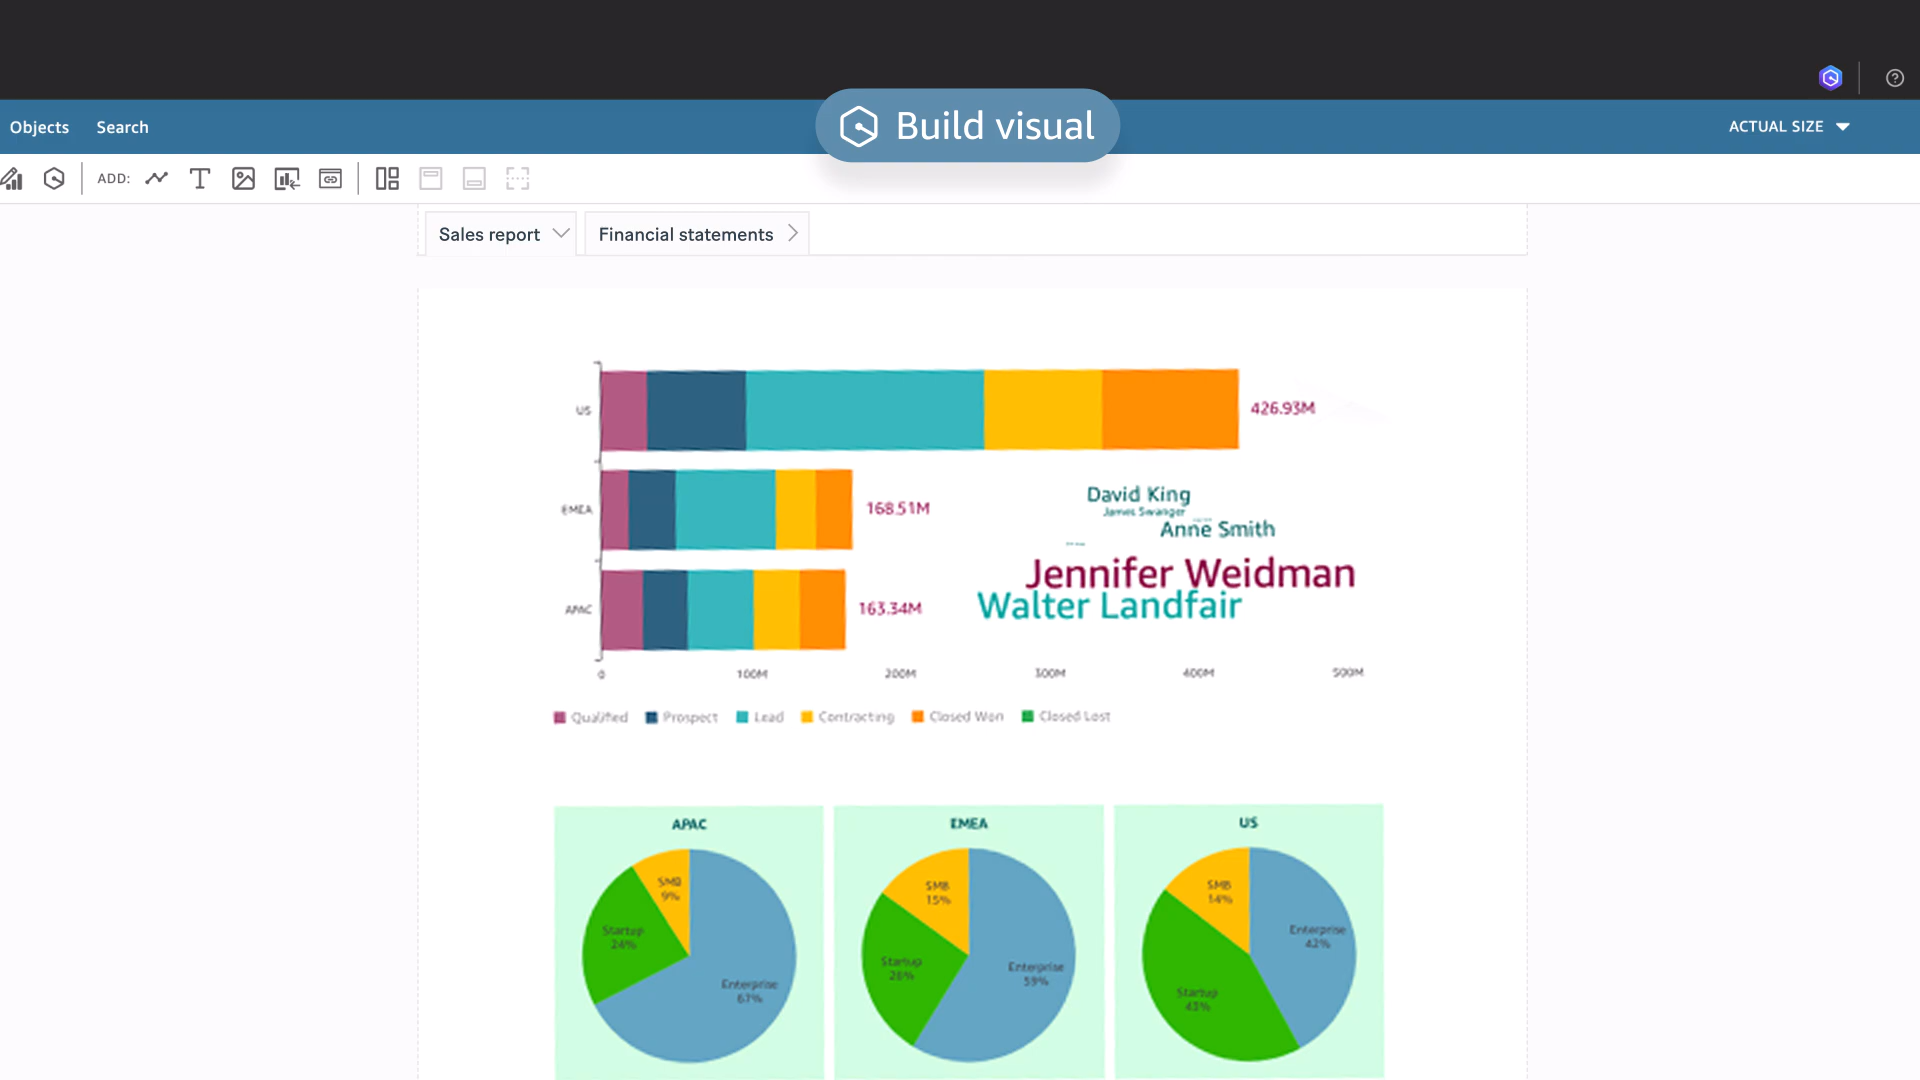 Build visual
Objects Search
ACTUAL SIZE
ADD:
Sales report Financial statements
US
426.93M
EMEA
168.51M
David King
James Swanger
Anne Smith
Jennifer Weidman
Walter Landfair
APAC
163.34M
0 100M 200M 300M 400M 500M
Qualified Prospect Lead Contracting Closed Won Closed Lost
APAC
SMB
9%
Startup
24%
Enterprise
67%
EMEA
SMB
15%
Startup
26%
Enterprise
59%
US
SMB
14%
Enterprise
42%
Startup
43%